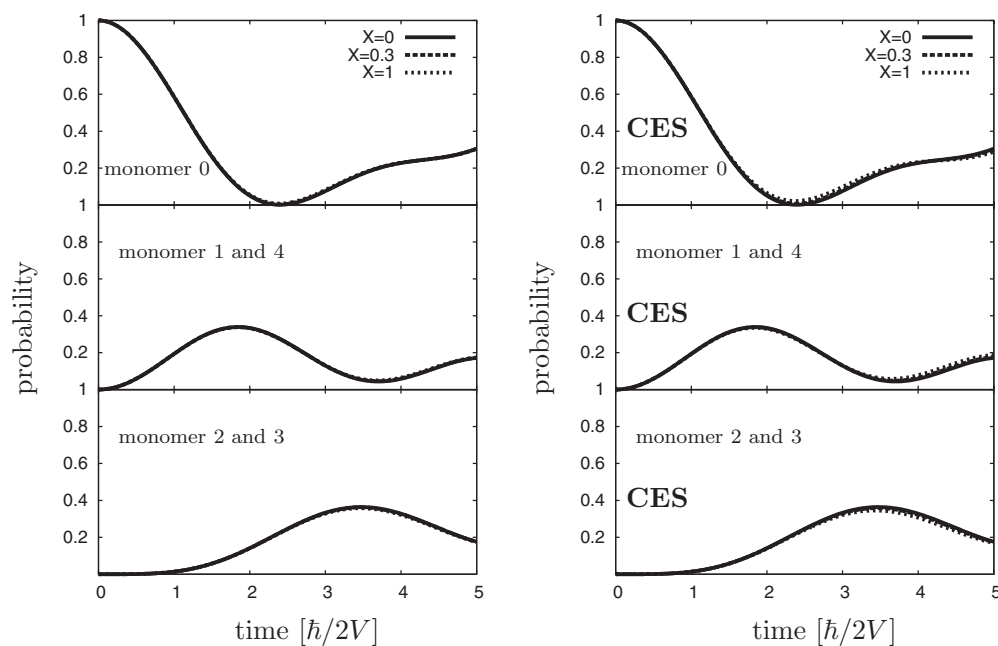 probability
1
0.8
0.6
0.4
0.2
X=0
X=0.3
X=1
monomer 0
1
0.8
0.6
0.4
0.2
monomer 1 and 4
1
0.8
0.6
0.4
0.2
monomer 2 and 3
0 1 2 3 4 5
time [ħ/2V]
probability
1
0.8
0.6
0.4
0.2
X=0
X=0.3
X=1
CES
monomer 0
1
0.8
0.6
0.4
0.2
monomer 1 and 4
CES
1
0.8
0.6
0.4
0.2
monomer 2 and 3
CES
0 1 2 3 4 5
time [ħ/2V]